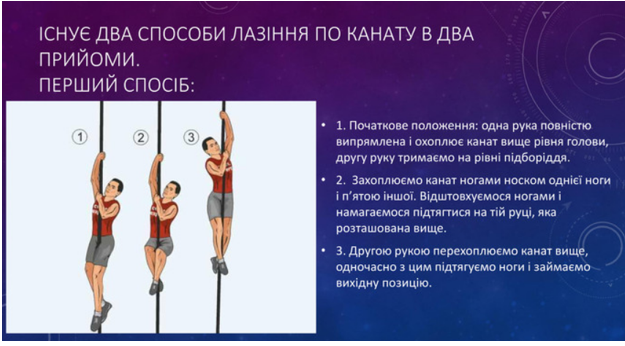 ІСНУЄ ДВА СПОСОБИ ЛАЗІННЯ ПО КАНАТУ В ДВА
ПРИЙОМИ.
ПЕРШИЙ СПОСІБ:
1 2 3
• 1. Початкове положення: одна рука повністю
випрямлена і охоплює канат вище рівня голови,
другу руку тримаємо на рівні підборіддя.
• 2. Захоплюємо канат ногами носком однієї ноги
і п’ятою іншої. Відштовхуємося ногами і
намагаємося підтягтися на тій руці, яка
розташована вище.
• 3. Другою рукою перехоплюємо канат вище,
одночасно з цим підтягуємо ноги і займаємо
вихідну позицію.